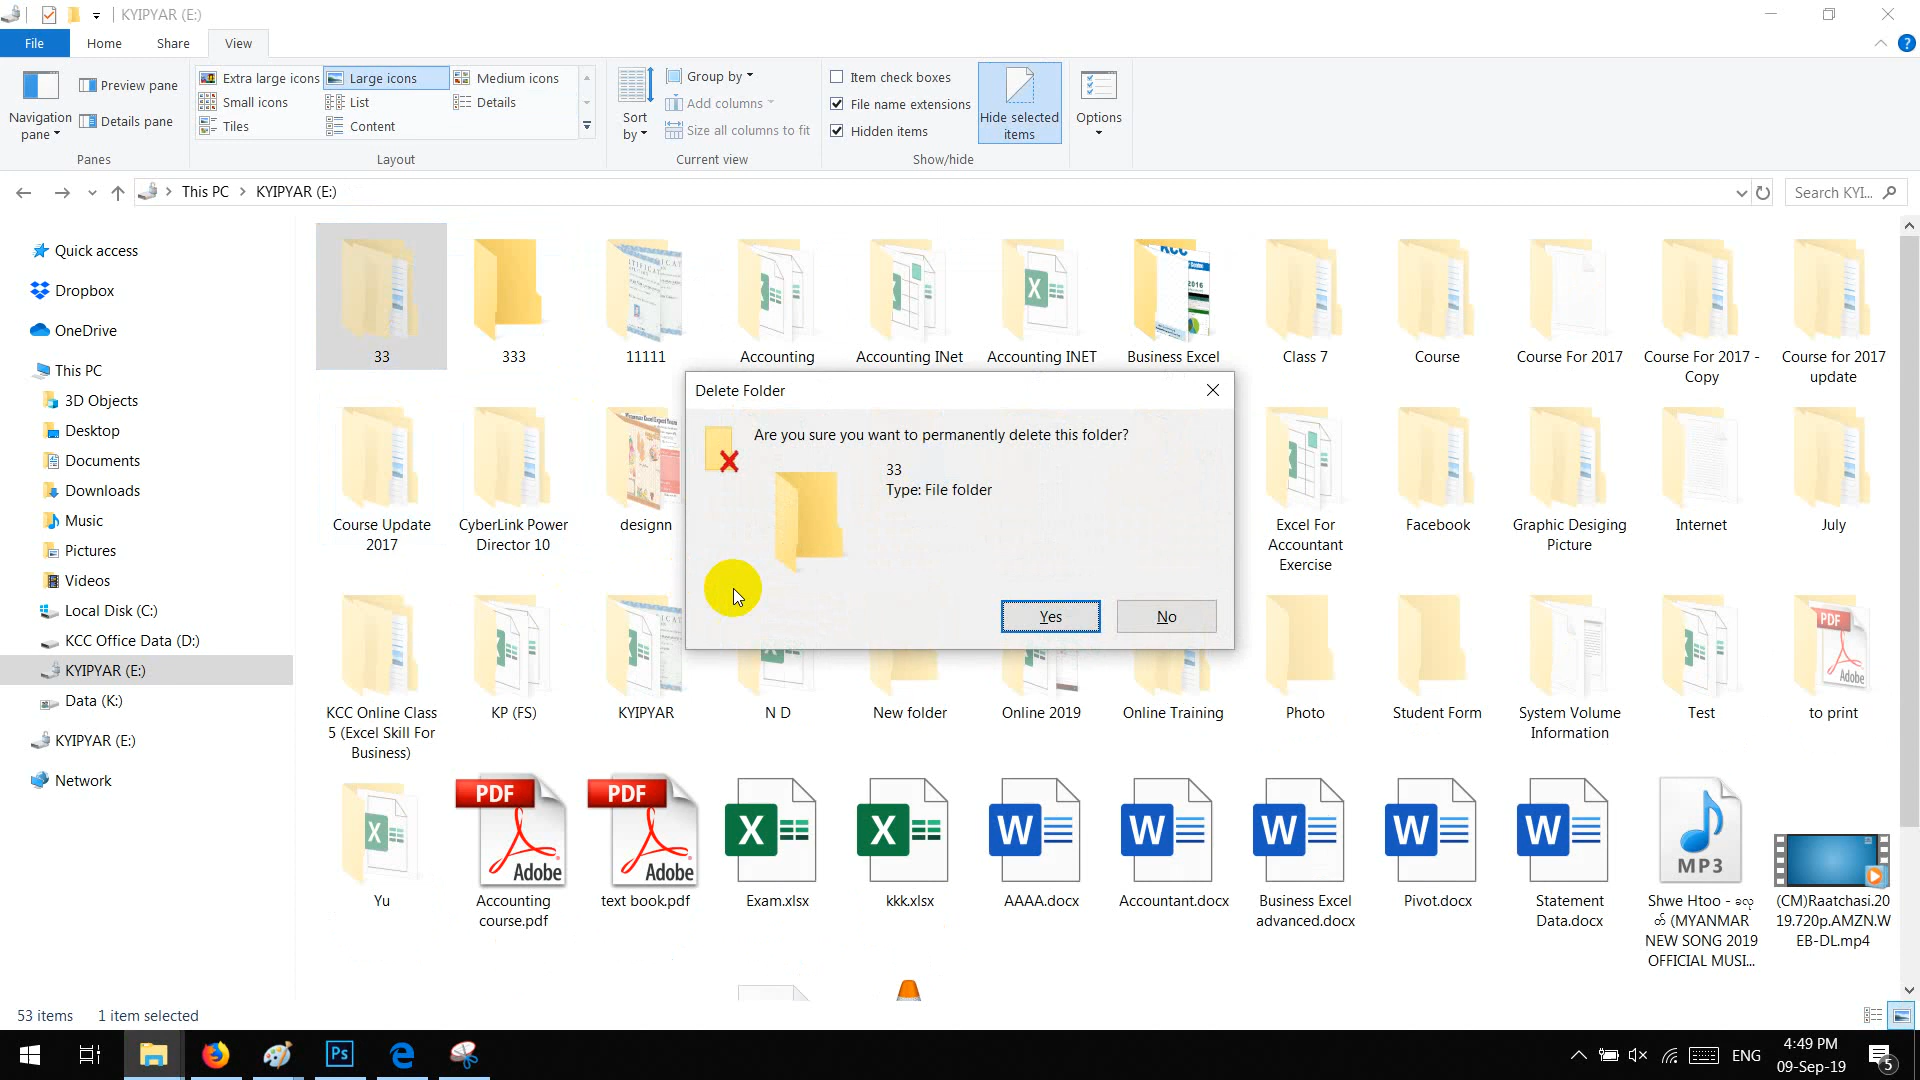 KYIPYAR (E:)
File Home Share View
Navigation pane
Preview pane
Details pane
Panes
Extra large icons Large icons Medium icons
Small icons List Details
Tiles Content
Layout
Sort by
Group by
Add columns
Size all columns to fit
Current view
Item check boxes
File name extensions
Hidden items
Hide selected items
Show/hide
Options
This PC KYIPYAR (E:)
Search KYI...
Quick access
Dropbox
OneDrive
This PC
3D Objects
Desktop
Documents
Downloads
Music
Pictures
Videos
Local Disk (C:)
KCC Office Data (D:)
KYIPYAR (E:)
Data (K:)
KYIPYAR (E:)
Network
33 333 11111 Accounting Accounting INet Accounting INET Business Excel Class 7 Course Course For 2017 Course For 2017 - Course for 2017
Copy update
Delete Folder
Are you sure you want to permanently delete this folder?
33
Type: File folder
Yes No
Course Update CyberLink Power designn Excel For Facebook Graphic Desiging Internet July
2017 Director 10 Accountant Picture
Exercise
KCC Online Class KP (FS) KYIPYAR N D New folder Online 2019 Online Training Photo Student Form System Volume Test to print
5 (Excel Skill For Information
Business)
PDF Adobe
PDF Adobe
PDF Adobe
MP3
Yu Accounting text book.pdf Exam.xlsx kkk.xlsx AAAA.docx Accountant.docx Business Excel Pivot.docx Statement Shwe Htoo - (CM)Raatchasi.20
course.pdf advanced.docx Data.docx (MYANMAR 19.720p.AMZN.W
NEW SONG 2019 EB-DL.mp4
OFFICIAL MUSI...
53 items 1 item selected
Ps
ENG
4:49 PM
09-Sep-19
5